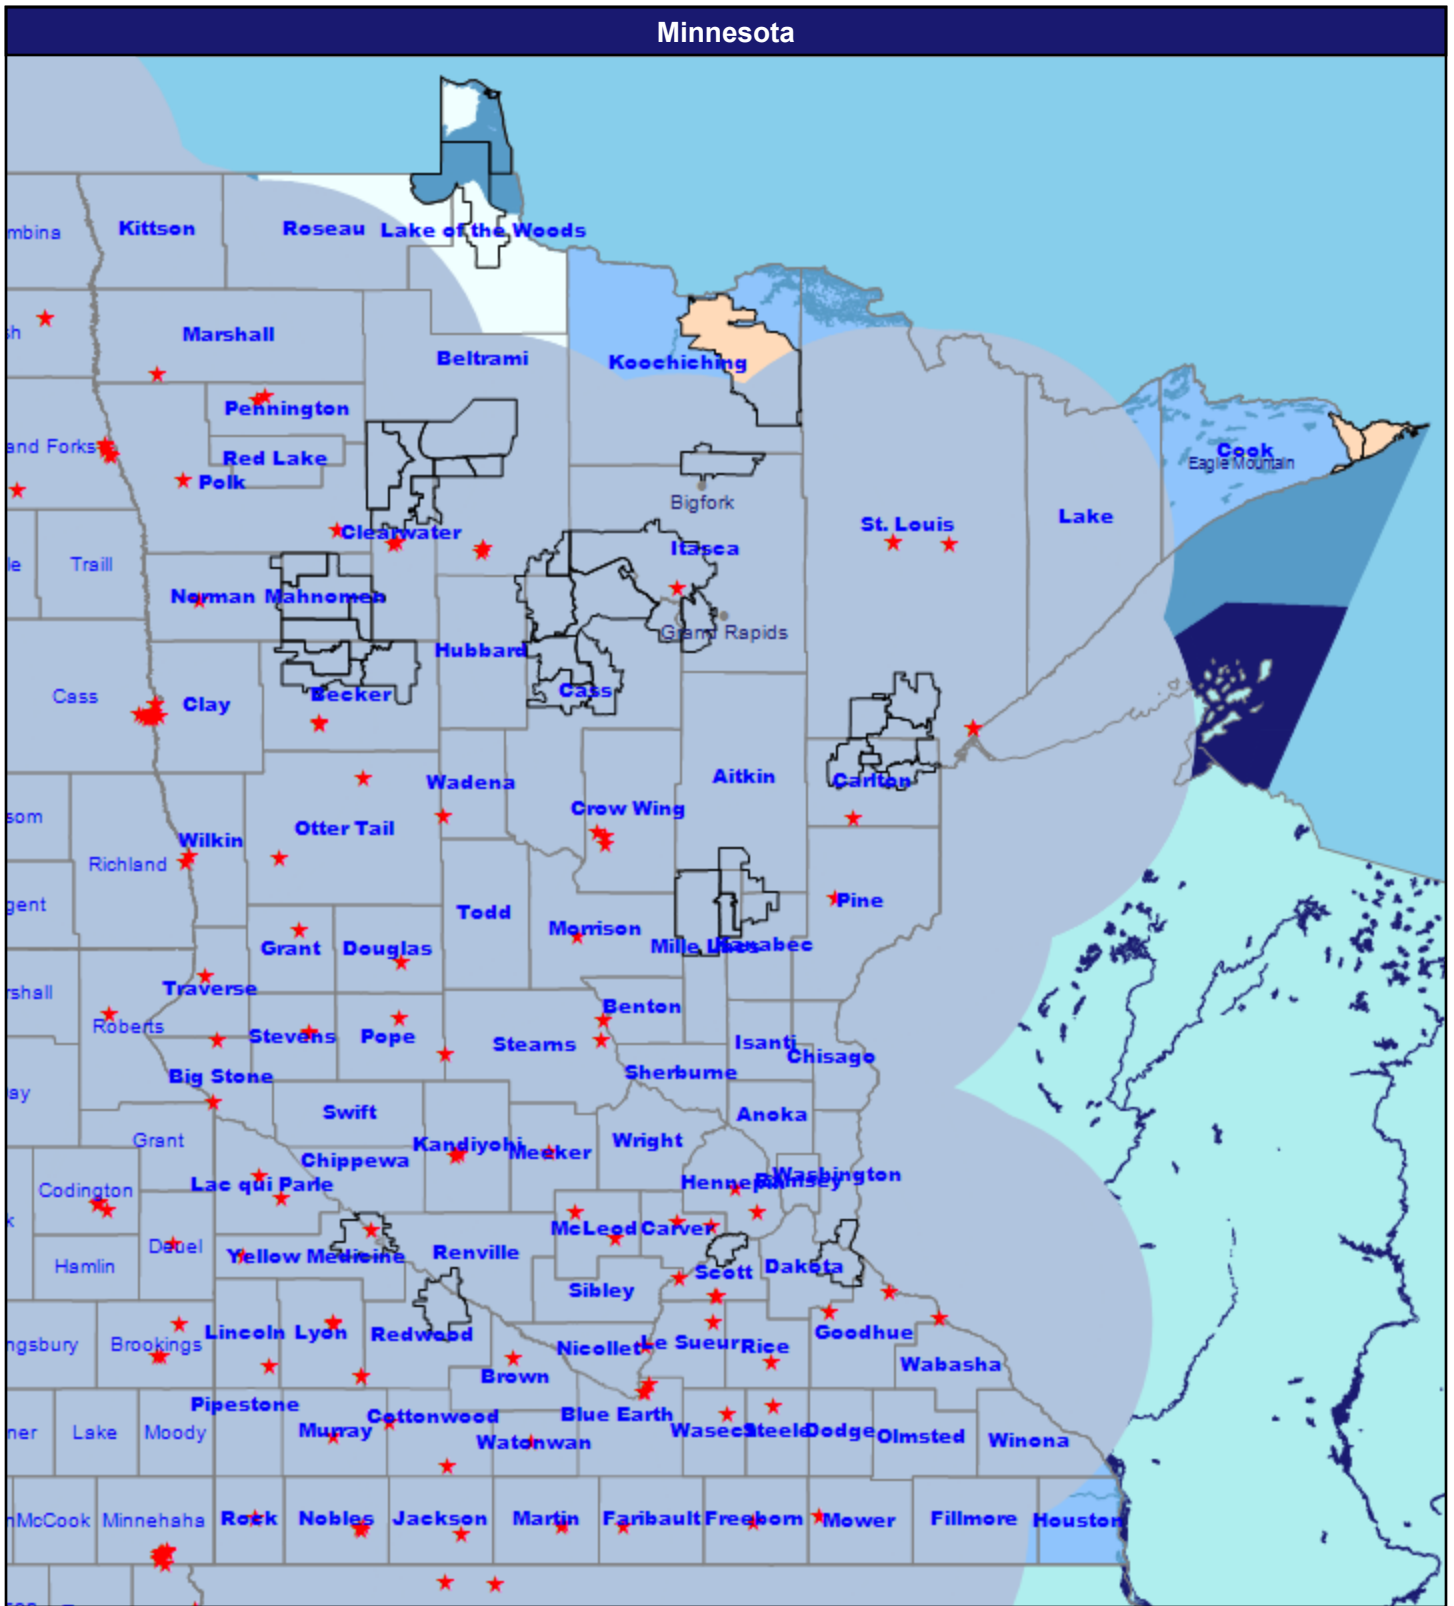 Minnesota
mbina
Kittson
Roseau
Lake of the Woods
sh
Marshall
Beltrami
Koochiching
Pennington
and Forks
Red Lake
Polk
Cook
Eagle Mountain
Bigfork
St. Louis
Lake
Clearwater
Itasca
le
Traill
Norman
Mahnomen
Grand Rapids
Hubbard
Cass
Clay
Becker
Cass
Aitkin
Carlton
Wadena
Crow Wing
som
Otter Tail
Wilkin
Richland
gent
Pine
Todd
Morrison
Grant
Douglas
Mille Lacs
Kanabec
rshall
Traverse
Roberts
Benton
Stevens
Pope
Stearns
Isanti
Chisago
Big Stone
Sherburne
ay
Swift
Anoka
Grant
Kandiyohi
Meeker
Wright
Chippewa
Washington
Codington
Lac qui Parle
Hennepin
Ramsey
k
McLeod
Carver
Deuel
Yellow Medicine
Renville
Hamlin
Scott
Dakota
Sibley
ngsbury
Brookings
Lincoln
Lyon
Redwood
Nicollet
Le Sueur
Rice
Goodhue
Wabasha
Brown
Pipestone
Cottonwood
Blue Earth
ner
Lake
Moody
Murray
Watonwan
Waseca
Steele
Dodge
Olmsted
Winona
McCook
Minnehaha
Rock
Nobles
Jackson
Martin
Faribault
Freeborn
Mower
Fillmore
Houston